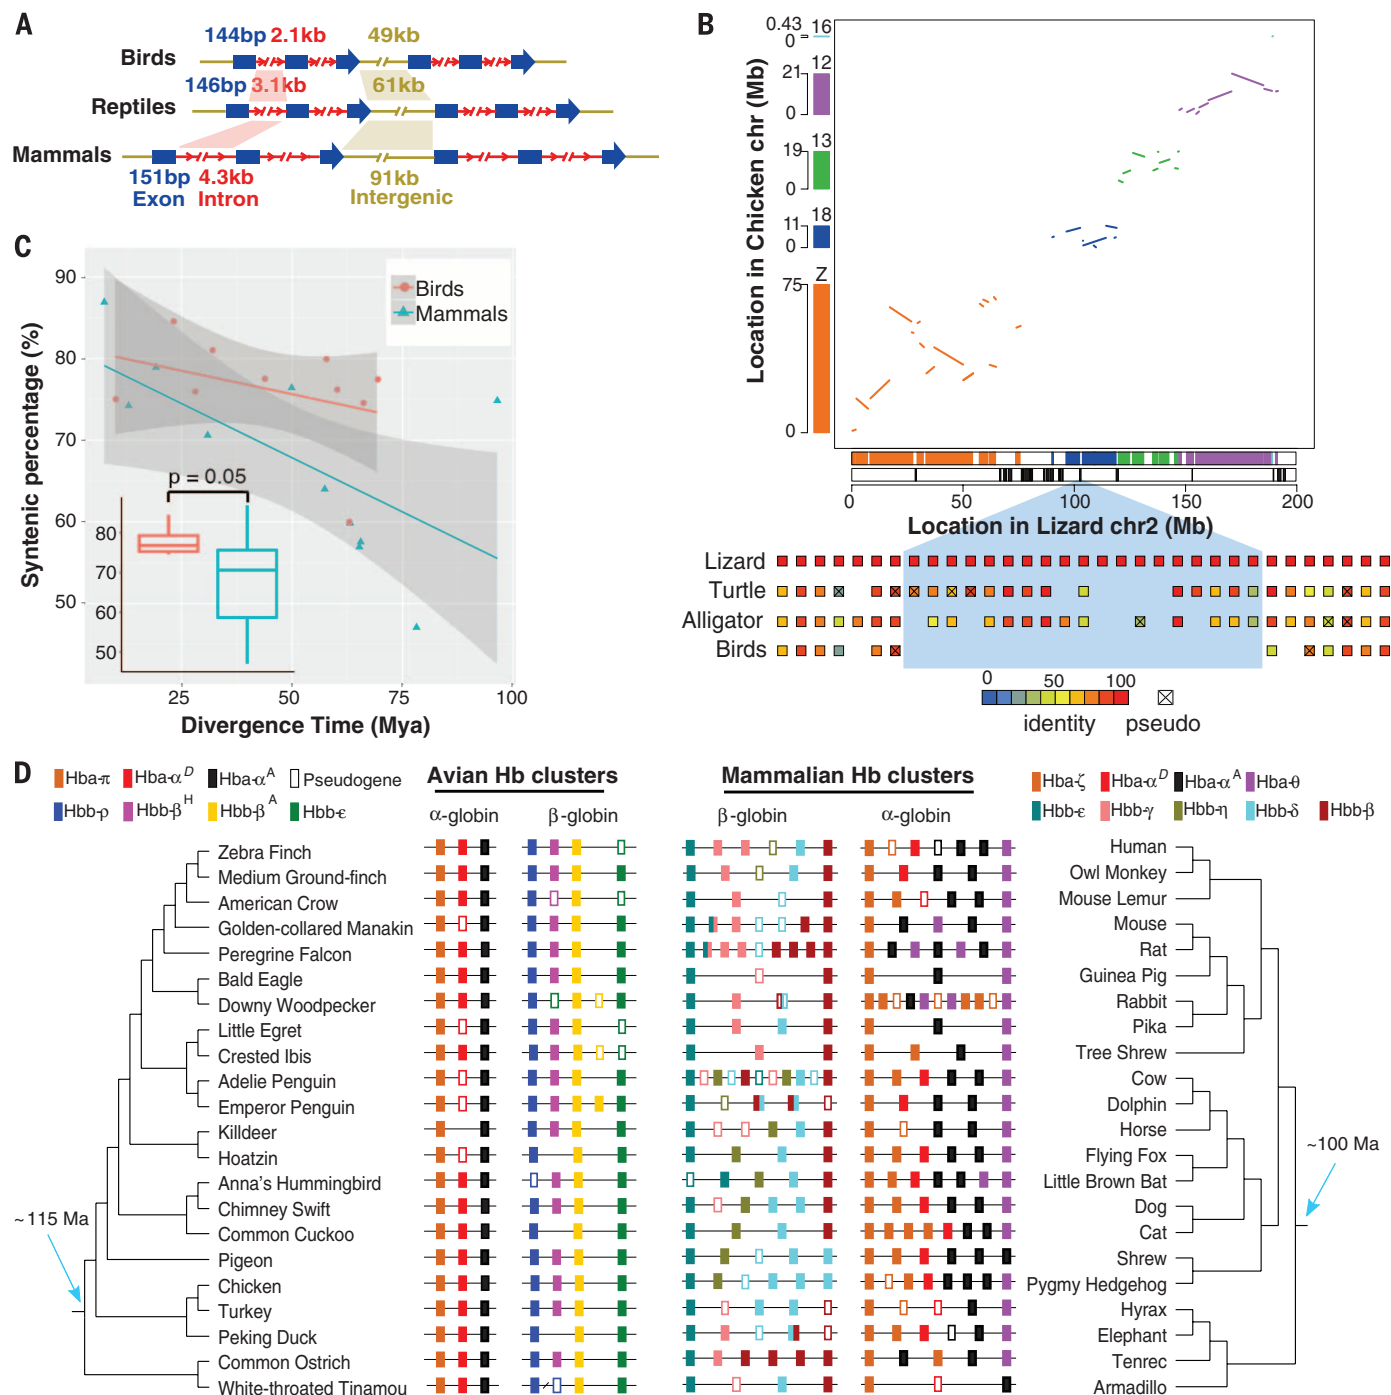 A
144bp 2.1kb 49kb
Birds
146bp 3.1kb 61kb
Reptiles
Mammals
151bp 4.3kb 91kb
Exon Intron Intergenic
B
Location in Chicken chr (Mb)
0.43 16
0
12
21
0
13
19
0
18
11
0
Z
75
0
0 50 100 150 200
Location in Lizard chr2 (Mb)
Lizard
Turtle
Alligator
Birds
0 50 100
identity pseudo
C
Syntenic percentage (%)
90
80
70
60
50
Birds
Mammals
p = 0.05
80
70
60
50
25 50 75 100
Divergence Time (Mya)
D
Hba-π Hba-α^D Hba-α^A Pseudogene
Hbb-ρ Hbb-β^H Hbb-β^A Hbb-ε
Avian Hb clusters
α-globin β-globin
Mammalian Hb clusters
β-globin α-globin
Hba-ζ Hba-α^D Hba-α^A Hba-θ
Hbb-ε Hbb-γ Hbb-η Hbb-δ Hbb-β
Zebra Finch
Medium Ground-finch
American Crow
Golden-collared Manakin
Peregrine Falcon
Bald Eagle
Downy Woodpecker
Little Egret
Crested Ibis
Adelie Penguin
Emperor Penguin
Killdeer
Hoatzin
Anna's Hummingbird
Chimney Swift
Common Cuckoo
Pigeon
Chicken
Turkey
Peking Duck
Common Ostrich
White-throated Tinamou
~115 Ma
Human
Owl Monkey
Mouse Lemur
Mouse
Rat
Guinea Pig
Rabbit
Pika
Tree Shrew
Cow
Dolphin
Horse
Flying Fox
Little Brown Bat
Dog
Cat
Shrew
Pygmy Hedgehog
Hyrax
Elephant
Tenrec
Armadillo
~100 Ma